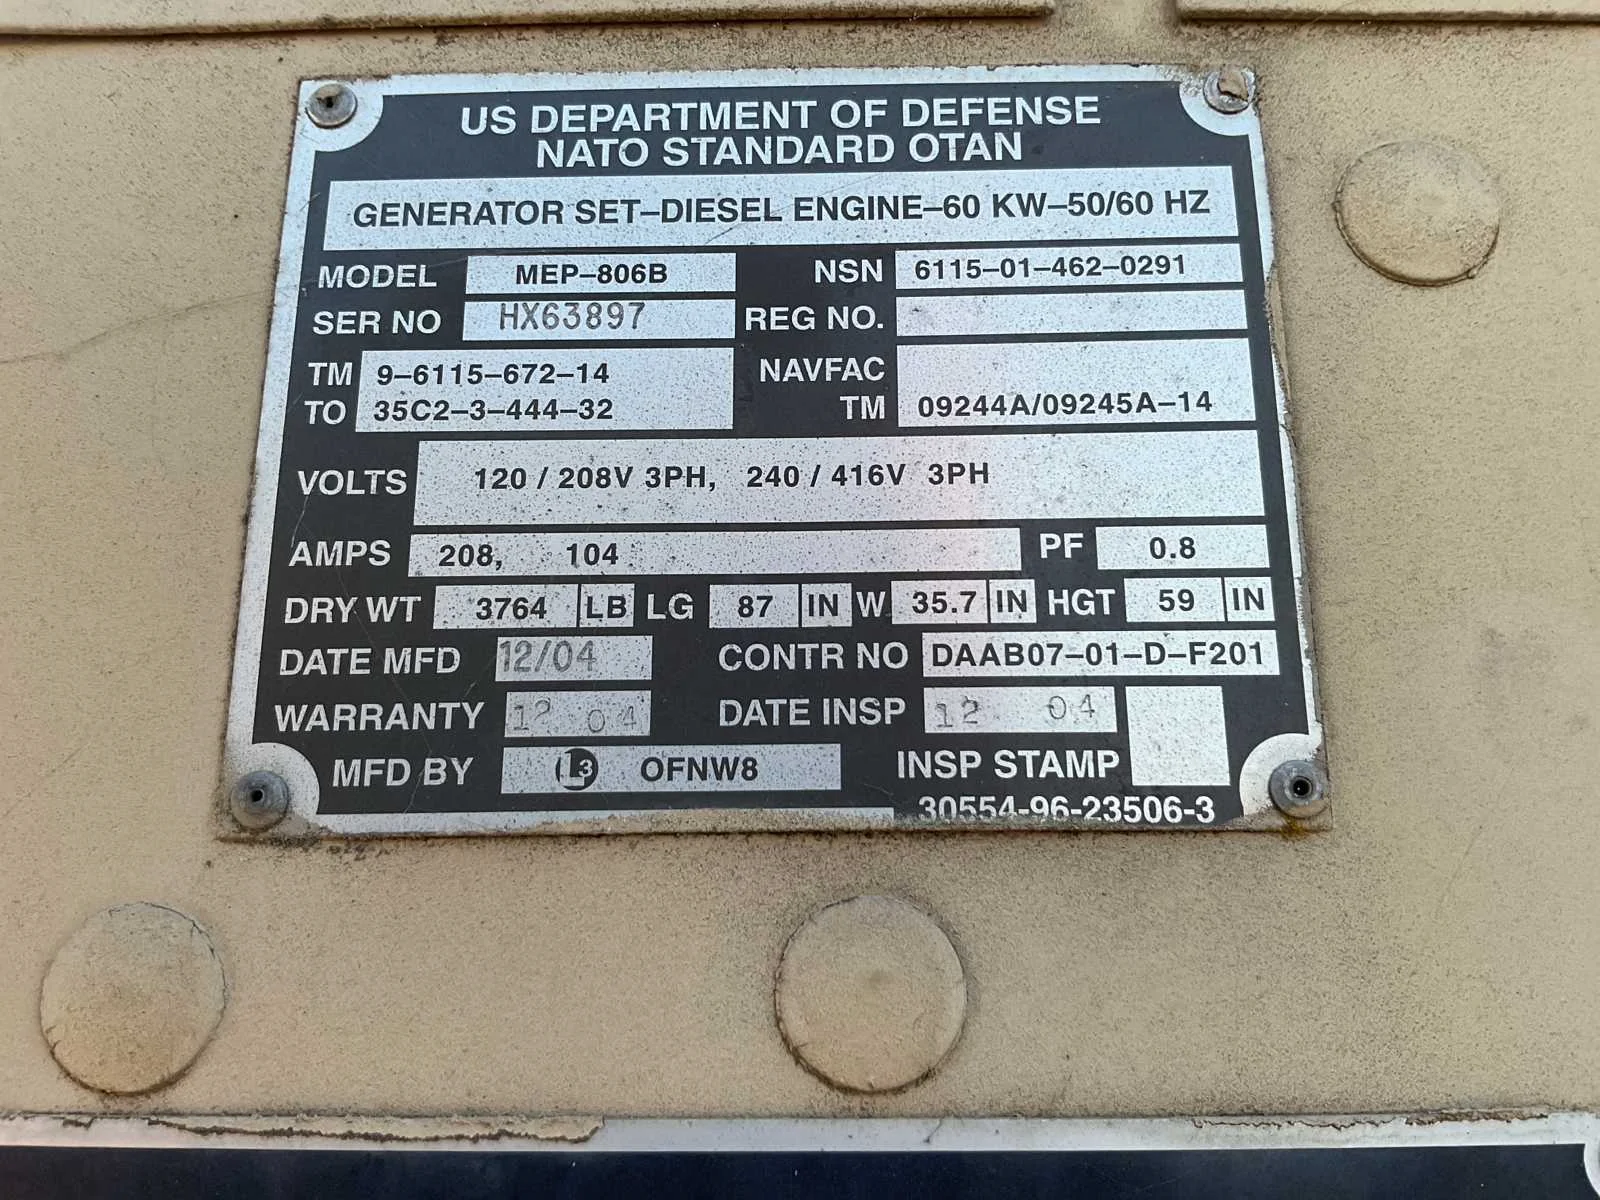 US DEPARTMENT OF DEFENSE
NATO STANDARD OTAN
GENERATOR SET-DIESEL ENGINE-60 KW-50/60 HZ
MODEL MEP-806B NSN 6115-01-462-0291
SER NO HX63897 REG NO.
TM 9-6115-672-14 NAVFAC
TO 35C2-3-444-32 TM 09244A/09245A-14
VOLTS 120 / 208V 3PH, 240 / 416V 3PH
AMPS 208, 104 PF 0.8
DRY WT 3764 LB LG 87 IN W 35.7 IN HGT 59 IN
DATE MFD 12/04 CONTR NO DAAB07-01-D-F201
WARRANTY 12 04 DATE INSP 12 04
MFD BY L3 OFNW8 INSP STAMP
30554-96-23506-3